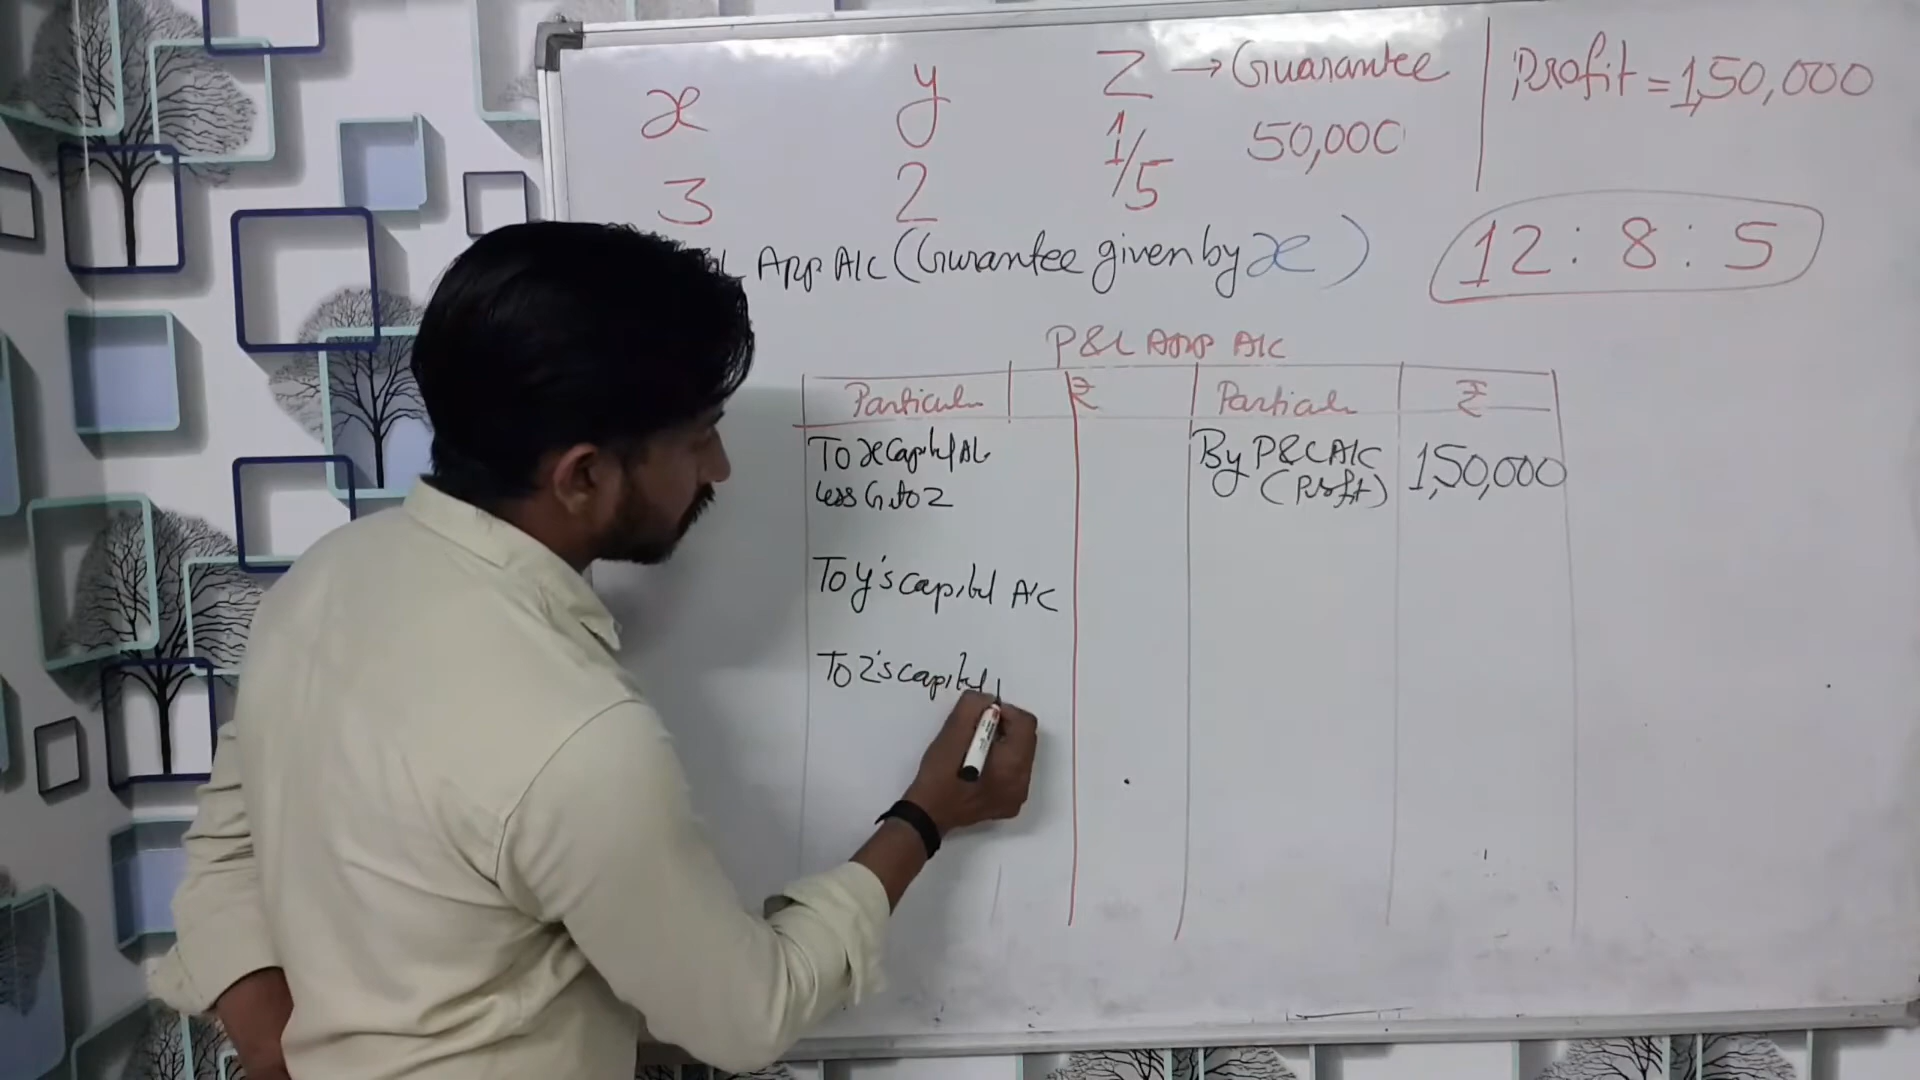 x y Z → Guarantee Profit = 1,50,000
3 2 1/5 50,000
App A/C (Gurantee given by x) 12 : 8 : 5
P&L App A/C
Particular ₹ Particular ₹
To x Capital A/c By P&L A/C 1,50,000
Less G. to Z (Profit)
To y's capital A/C
To Z's capital